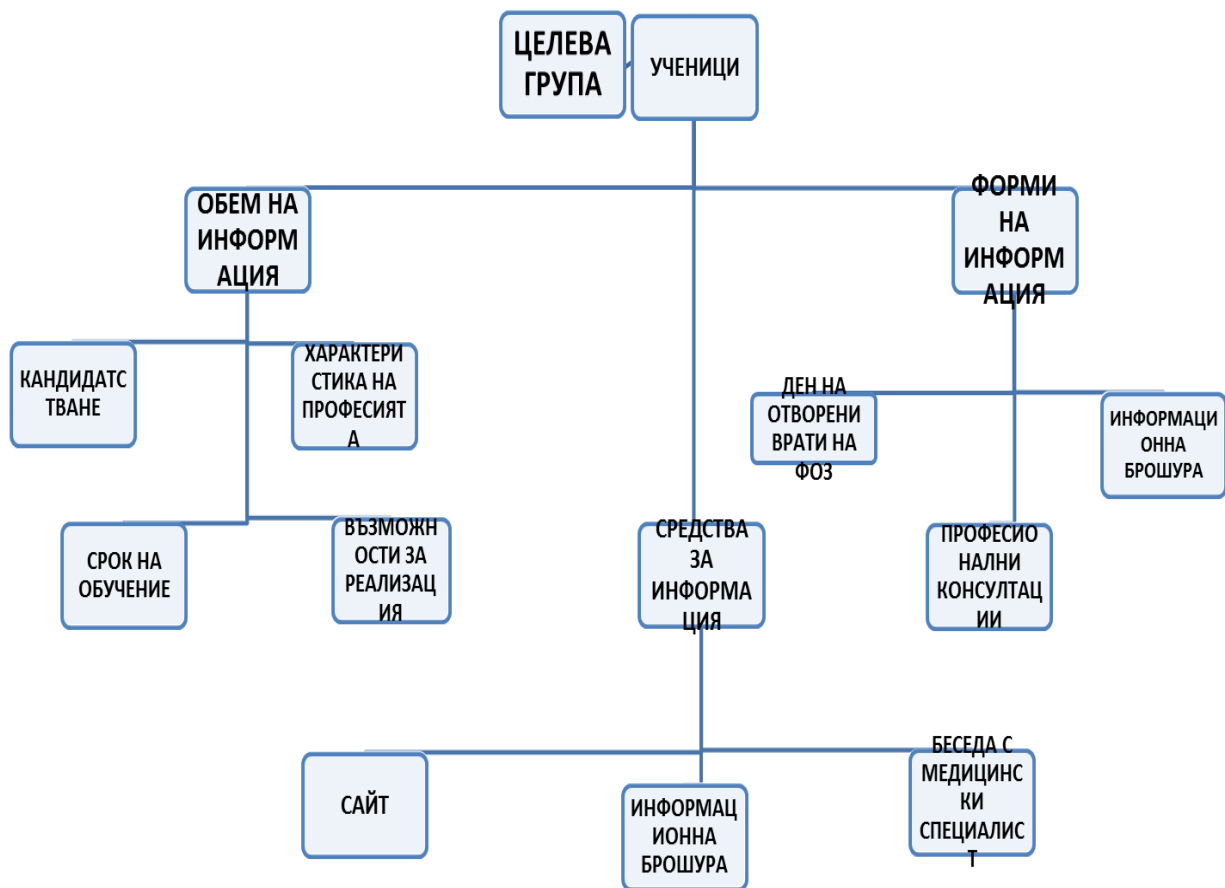 ЦЕЛЕВА
ГРУПА
УЧЕНИЦИ
ОБЕМ НА
ИНФОРМ
АЦИЯ
ФОРМИ
НА
ИНФОРМ
АЦИЯ
КАНДИДАТС
ТВАНЕ
ХАРАКТЕРИ
СТИКА НА
ПРОФЕСИЯТ
А
ДЕН НА
ОТВОРЕНИ
ВРАТИ НА
ФОЗ
ИНФОРМАЦИ
ОННА
БРОШУРА
СРОК НА
ОБУЧЕНИЕ
ВЪЗМОЖН
ОСТИ ЗА
РЕАЛИЗАЦ
ИЯ
СРЕДСТВА
ЗА
ИНФОРМА
ЦИЯ
ПРОФЕСИО
НАЛНИ
КОНСУЛТАЦ
ИИ
САЙТ
ИНФОРМАЦ
ИОННА
БРОШУРА
БЕСЕДА С
МЕДИЦИНС
КИ
СПЕЦИАЛИС
Т